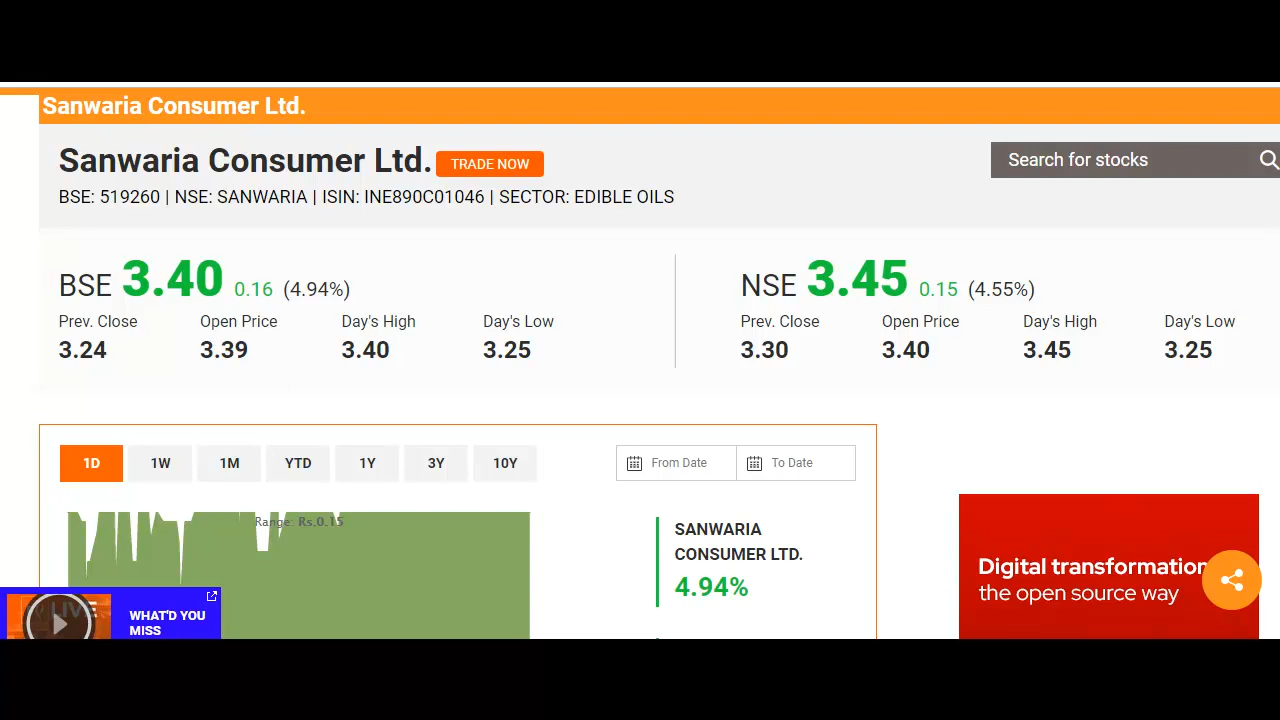 Sanwaria Consumer Ltd.
Sanwaria Consumer Ltd. TRADE NOW
Search for stocks
BSE: 519260 | NSE: SANWARIA | ISIN: INE890C01046 | SECTOR: EDIBLE OILS
BSE 3.40 0.16 (4.94%)
Prev. Close Open Price Day's High Day's Low
3.24 3.39 3.40 3.25
NSE 3.45 0.15 (4.55%)
Prev. Close Open Price Day's High Day's Low
3.30 3.40 3.45 3.25
1D 1W 1M YTD 1Y 3Y 10Y
From Date To Date
Range: Rs.0.15
SANWARIA
CONSUMER LTD.
4.94%
Digital transformation
the open source way
LIVE
WHAT'D YOU
MISS